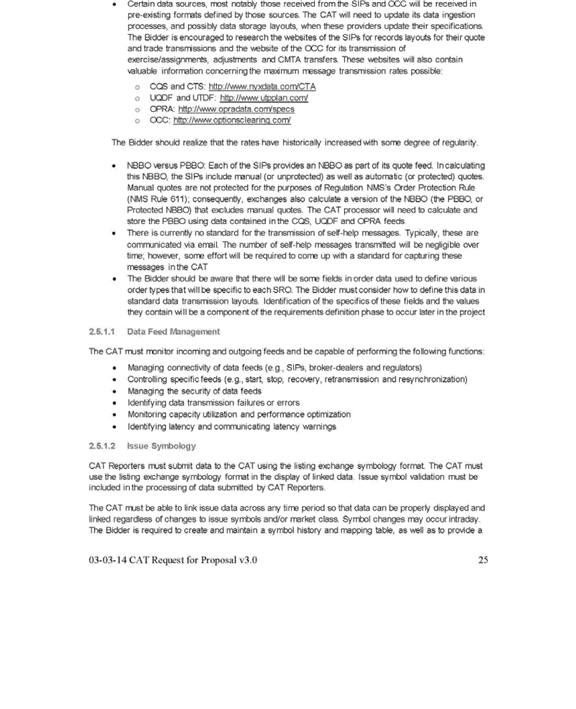 • Certain data sources, most notably those received from the SIPs and OCC will be received in
pre-existing formats defined by those sources. The CAT will need to update its data ingestion
processes, and possibly data storage layouts, when these providers update their specifications.
The Bidder is encouraged to research the websites of the SIPs for records layouts for their quote
and trade transmissions and the website of the OCC for its transmission of
exercise/assignments, adjustments and CMTA transfers. These websites will also contain
valuable information concerning the maximum message transmission rates possible:
o CQS and CTS: http://www.nyxdata.com/CTA
o UQDF and UTDF: http://www.utpplan.com/
o OPRA: http://www.opradata.com/specs
o OCC: http://www.optionsclearing.com/
The Bidder should realize that the rates have historically increased with some degree of regularity.
• NBBO versus PBBO: Each of the SIPs provides an NBBO as part of its quote feed. In calculating
this NBBO, the SIPs include manual (or unprotected) as well as automatic (or protected) quotes.
Manual quotes are not protected for the purposes of Regulation NMS's Order Protection Rule
(NMS Rule 611); consequently, exchanges also calculate a version of the NBBO (the PBBO, or
Protected NBBO) that excludes manual quotes. The CAT processor will need to calculate and
store the PBBO using data contained in the CQS, UQDF and OPRA feeds
• There is currently no standard for the transmission of self-help messages. Typically, these are
communicated via email. The number of self-help messages transmitted will be negligible over
time; however, some effort will be required to come up with a standard for capturing these
messages in the CAT
• The Bidder should be aware that there will be some fields in order data used to define various
order types that will be specific to each SRO. The Bidder must consider how to define this data in
standard data transmission layouts. Identification of the specifics of these fields and the values
they contain will be a component of the requirements definition phase to occur later in the project
2.5.1.1 Data Feed Management
The CAT must monitor incoming and outgoing feeds and be capable of performing the following functions:
• Managing connectivity of data feeds (e.g., SIPs, broker-dealers and regulators)
• Controlling specific feeds (e.g., start, stop, recovery, retransmission and resynchronization)
• Managing the security of data feeds
• Identifying data transmission failures or errors
• Monitoring capacity utilization and performance optimization
• Identifying latency and communicating latency warnings
2.5.1.2 Issue Symbology
CAT Reporters must submit data to the CAT using the listing exchange symbology format. The CAT must
use the listing exchange symbology format in the display of linked data. Issue symbol validation must be
included in the processing of data submitted by CAT Reporters.
The CAT must be able to link issue data across any time period so that data can be properly displayed and
linked regardless of changes to issue symbols and/or market class. Symbol changes may occur intraday.
The Bidder is required to create and maintain a symbol history and mapping table, as well as to provide a
03-03-14 CAT Request for Proposal v3.0 25